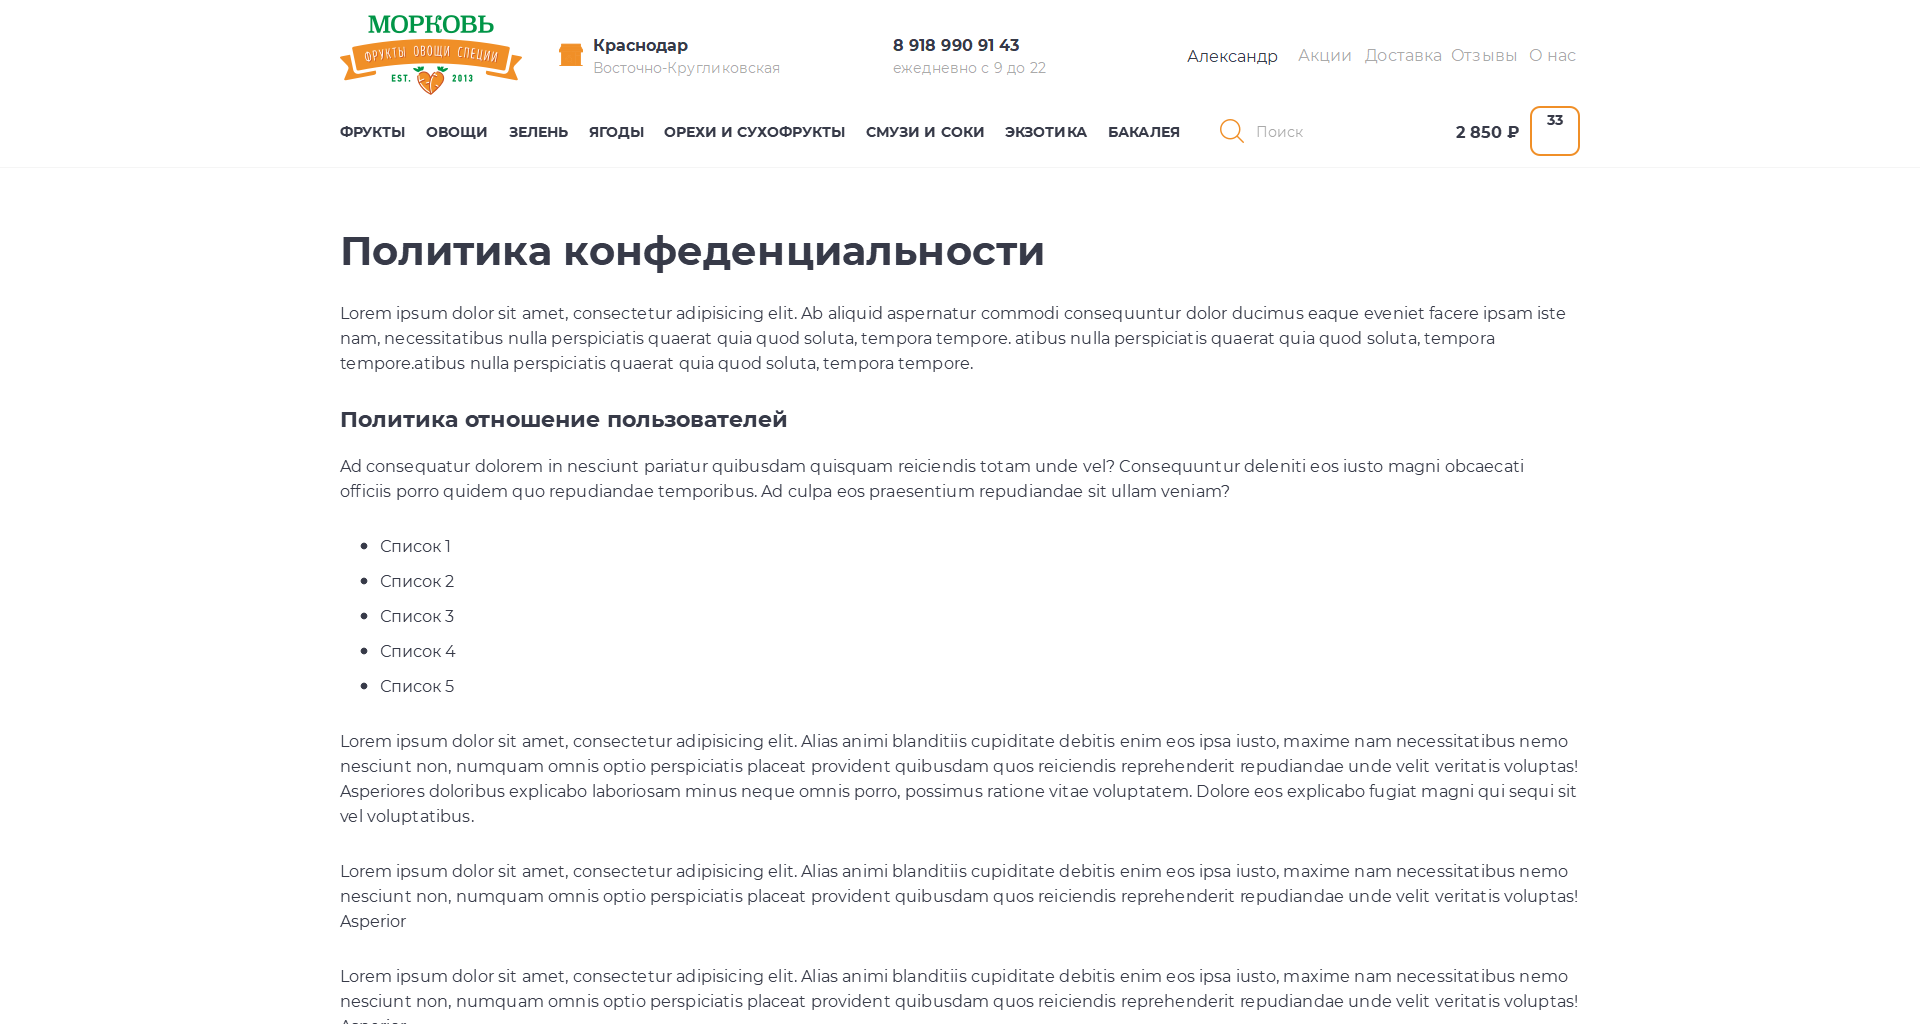 МОРКОВЬ
ФРУКТЫ ОВОЩИ СПЕЦИИ
EST. 2013
Краснодар
Восточно-Кругликовская
8 918 990 91 43
ежедневно с 9 до 22
Александр Акции Доставка Отзывы О нас
ФРУКТЫ ОВОЩИ ЗЕЛЕНЬ ЯГОДЫ ОРЕХИ И СУХОФРУКТЫ СМУЗИ И СОКИ ЭКЗОТИКА БАКАЛЕЯ Поиск 2 850 ₽ 33
Политика конфеденциальности
Lorem ipsum dolor sit amet, consectetur adipisicing elit. Ab aliquid aspernatur commodi consequuntur dolor ducimus eaque eveniet facere ipsam iste
nam, necessitatibus nulla perspiciatis quaerat quia quod soluta, tempora tempore. atibus nulla perspiciatis quaerat quia quod soluta, tempora
tempore.atibus nulla perspiciatis quaerat quia quod soluta, tempora tempore.
Политика отношение пользователей
Ad consequatur dolorem in nesciunt pariatur quibusdam quisquam reiciendis totam unde vel? Consequuntur deleniti eos iusto magni obcaecati
officiis porro quidem quo repudiandae temporibus. Ad culpa eos praesentium repudiandae sit ullam veniam?
• Список 1
• Список 2
• Список 3
• Список 4
• Список 5
Lorem ipsum dolor sit amet, consectetur adipisicing elit. Alias animi blanditiis cupiditate debitis enim eos ipsa iusto, maxime nam necessitatibus nemo
nesciunt non, numquam omnis optio perspiciatis placeat provident quibusdam quos reiciendis reprehenderit repudiandae unde velit veritatis voluptas!
Asperiores doloribus explicabo laboriosam minus neque omnis porro, possimus ratione vitae voluptatem. Dolore eos explicabo fugiat magni qui sequi sit
vel voluptatibus.
Lorem ipsum dolor sit amet, consectetur adipisicing elit. Alias animi blanditiis cupiditate debitis enim eos ipsa iusto, maxime nam necessitatibus nemo
nesciunt non, numquam omnis optio perspiciatis placeat provident quibusdam quos reiciendis reprehenderit repudiandae unde velit veritatis voluptas!
Asperior
Lorem ipsum dolor sit amet, consectetur adipisicing elit. Alias animi blanditiis cupiditate debitis enim eos ipsa iusto, maxime nam necessitatibus nemo
nesciunt non, numquam omnis optio perspiciatis placeat provident quibusdam quos reiciendis reprehenderit repudiandae unde velit veritatis voluptas!